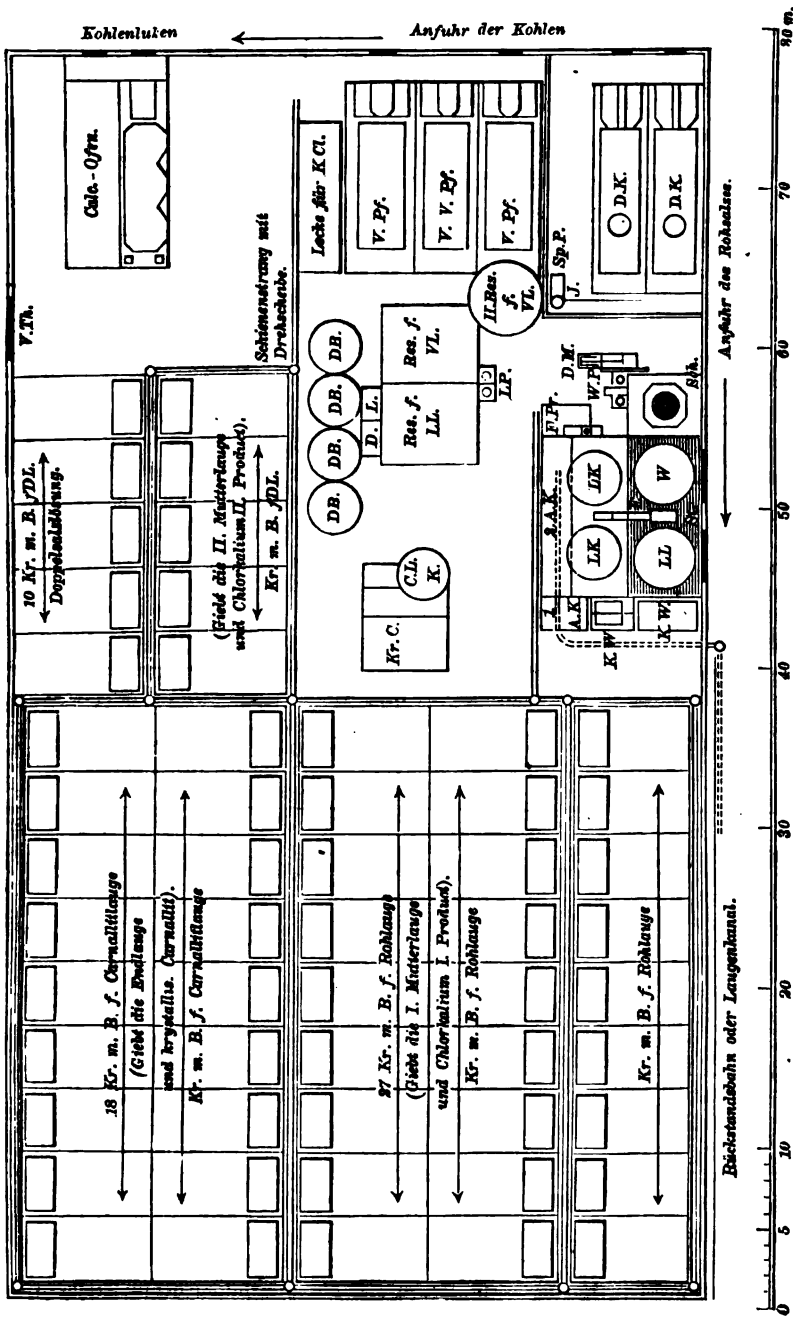 Kohlenluken
Anfuhr der Kohlen
Calc.-Ofen.
V.Th.
Schienenstrang mit
Drehscheibe.
Lecke für K Cl.
V. Pf.
V. V. Pf.
V. Pf.
D.K.
D.K.
Sp.P.
J.
II.Res.
f.
VL.
Res. f.
VL.
Res. f.
LL.
D. L.
DB.
DB.
DB.
DB.
L.P.
D.M.
W.P.
Sch.
F.Pr.
2 A.K
LK
LK
W
LL
1
A.K
K W
K W
C.L.
K.
Kr. C.
10 Kr. m. B. f. DL.
Doppelsalzlösung.
(Giebt die II. Mutterlauge
und Chlorkalium II. Product).
Kr. m. B. f. DL.
18 Kr. m. B. f. Carnallitlauge
(Giebt die Endlauge
und krystallis. Carnallit).
Kr. m. B. f. Carnallitlauge
27 Kr. m. B. f. Rohlauge
(Giebt die I. Mutterlauge
und Chlorkalium I. Product).
Kr. m. B. f. Rohlauge
Kr. m. B. f. Rohlauge
Anfuhr des Rohsalzes.
Rückstandsbahn oder Laugenkanal.
0 5 10 20 30 40 50 60 70 80 m.